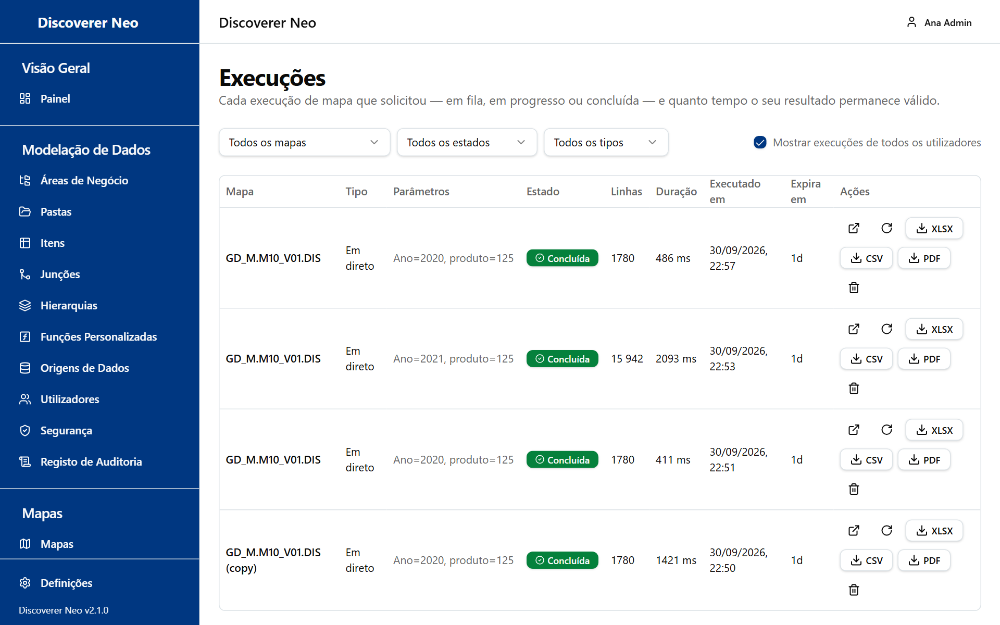 Discoverer Neo
Discoverer Neo
Ana Admin
Visão Geral
Painel
Modelação de Dados
Áreas de Negócio
Pastas
Itens
Junções
Hierarquias
Funções Personalizadas
Origens de Dados
Utilizadores
Segurança
Registo de Auditoria
Mapas
Mapas
Definições
Discoverer Neo v2.1.0
Execuções
Cada execução de mapa que solicitou — em fila, em progresso ou concluída — e quanto tempo o seu resultado permanece válido.
Todos os mapas
Todos os estados
Todos os tipos
Mostrar execuções de todos os utilizadores
Mapa Tipo Parâmetros Estado Linhas Duração Executado em Expira em Ações
GD_M.M10_V01.DIS Em direto Ano=2020, produto=125 Concluída 1780 486 ms 30/09/2026, 22:57 1d XLSX CSV PDF
GD_M.M10_V01.DIS Em direto Ano=2021, produto=125 Concluída 15 942 2093 ms 30/09/2026, 22:53 1d XLSX CSV PDF
GD_M.M10_V01.DIS Em direto Ano=2020, produto=125 Concluída 1780 411 ms 30/09/2026, 22:51 1d XLSX CSV PDF
GD_M.M10_V01.DIS (copy) Em direto Ano=2020, produto=125 Concluída 1780 1421 ms 30/09/2026, 22:50 1d XLSX CSV PDF